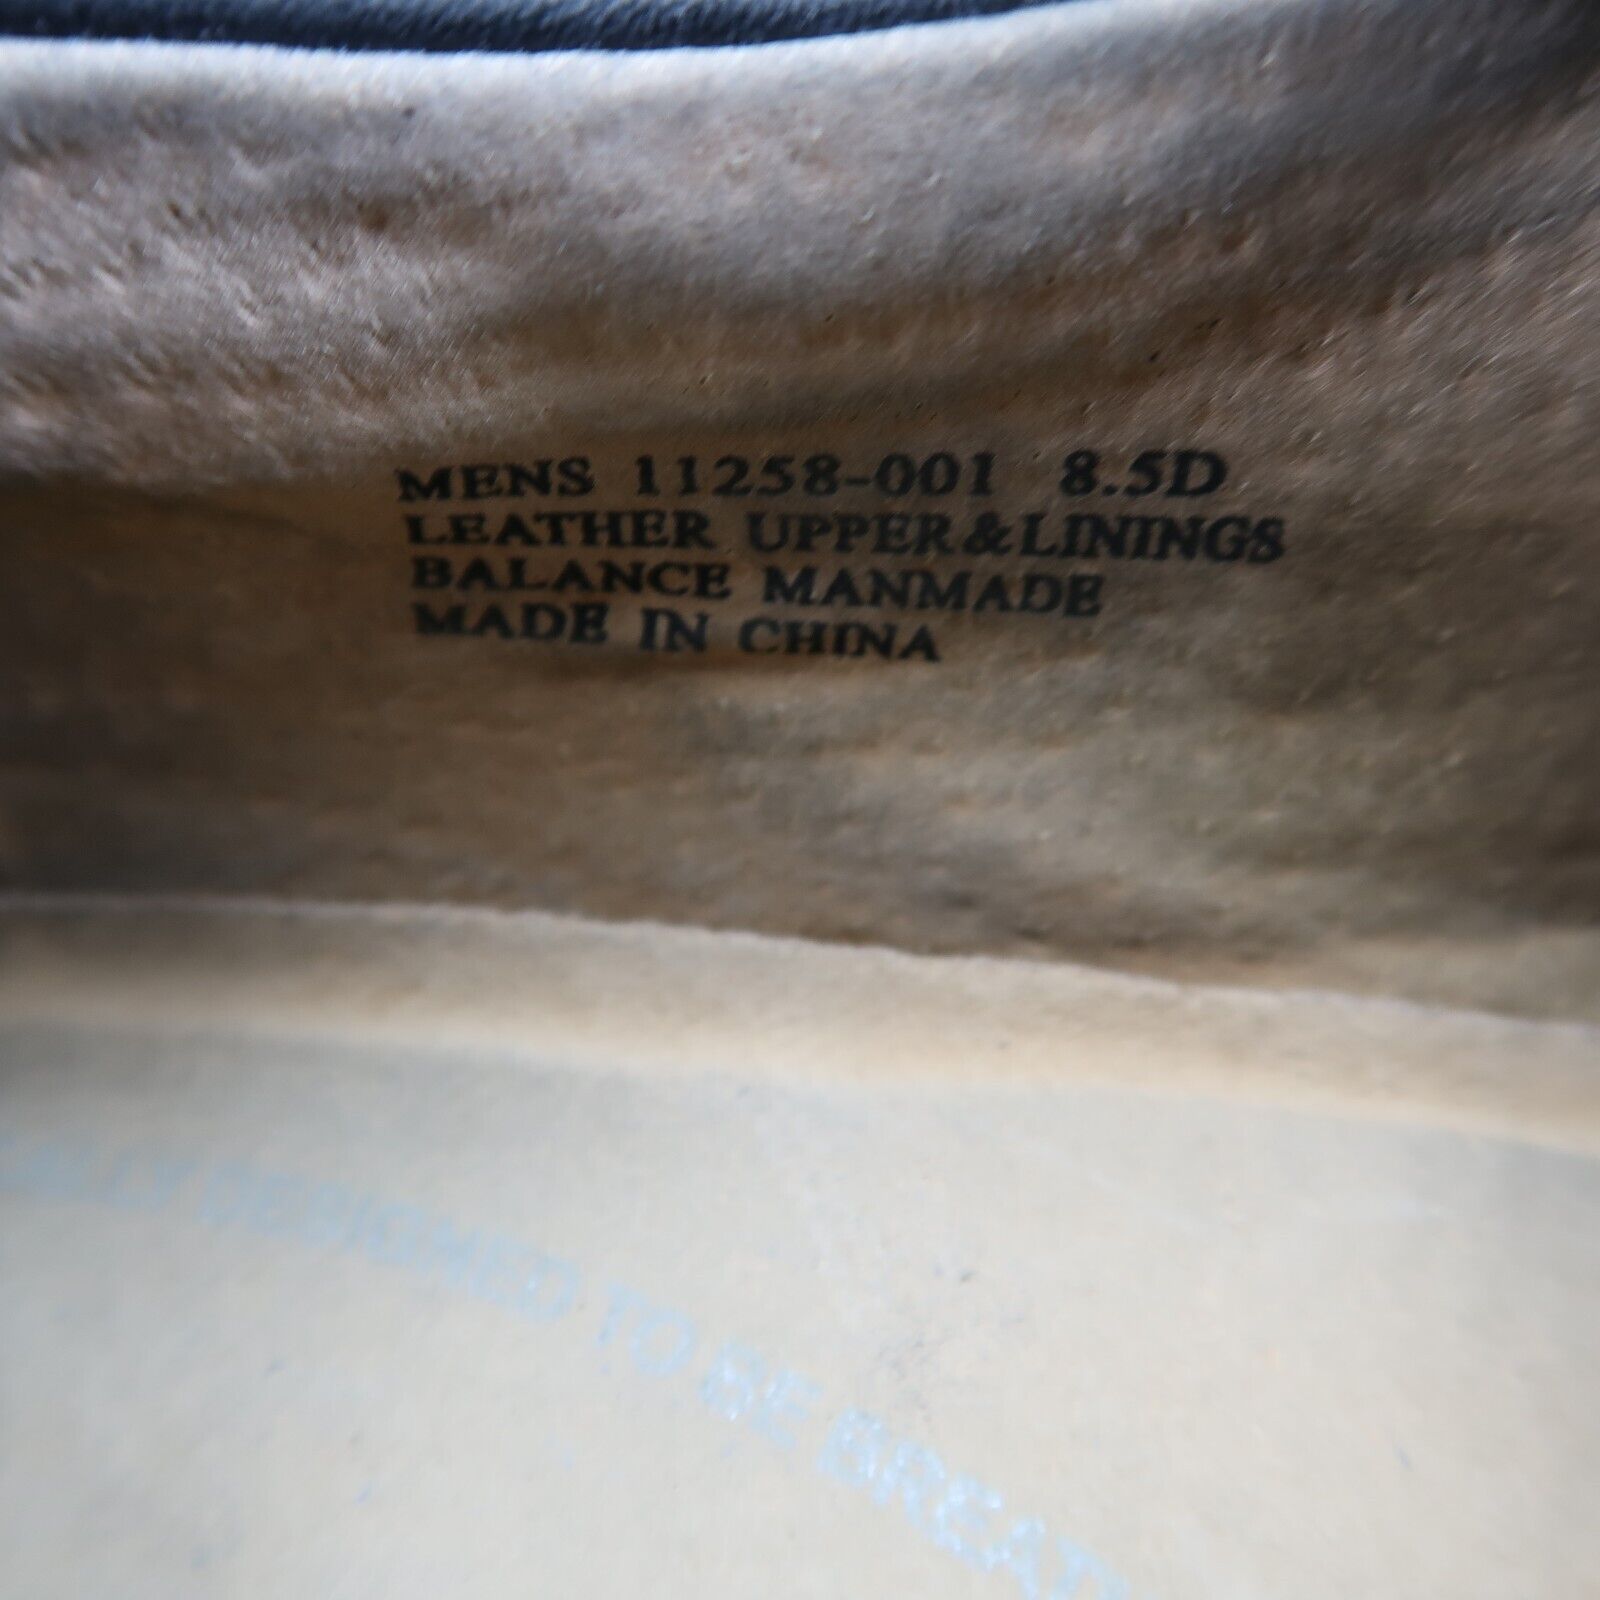 MENS 11258-001 8.5D
LEATHER UPPER&LININGS
BALANCE MANMADE
MADE IN CHINA
DESIGNED TO BE